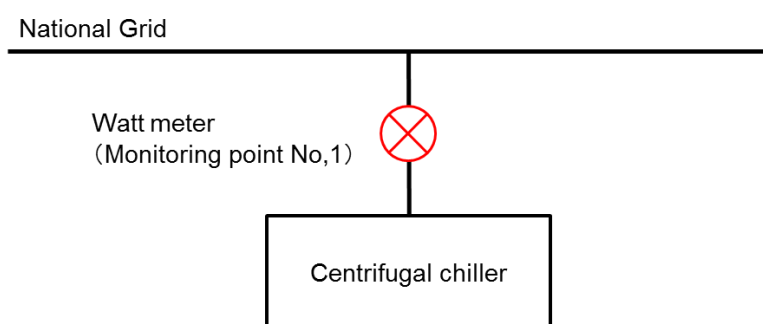 National Grid
Watt meter
（Monitoring point No,1）
Centrifugal chiller